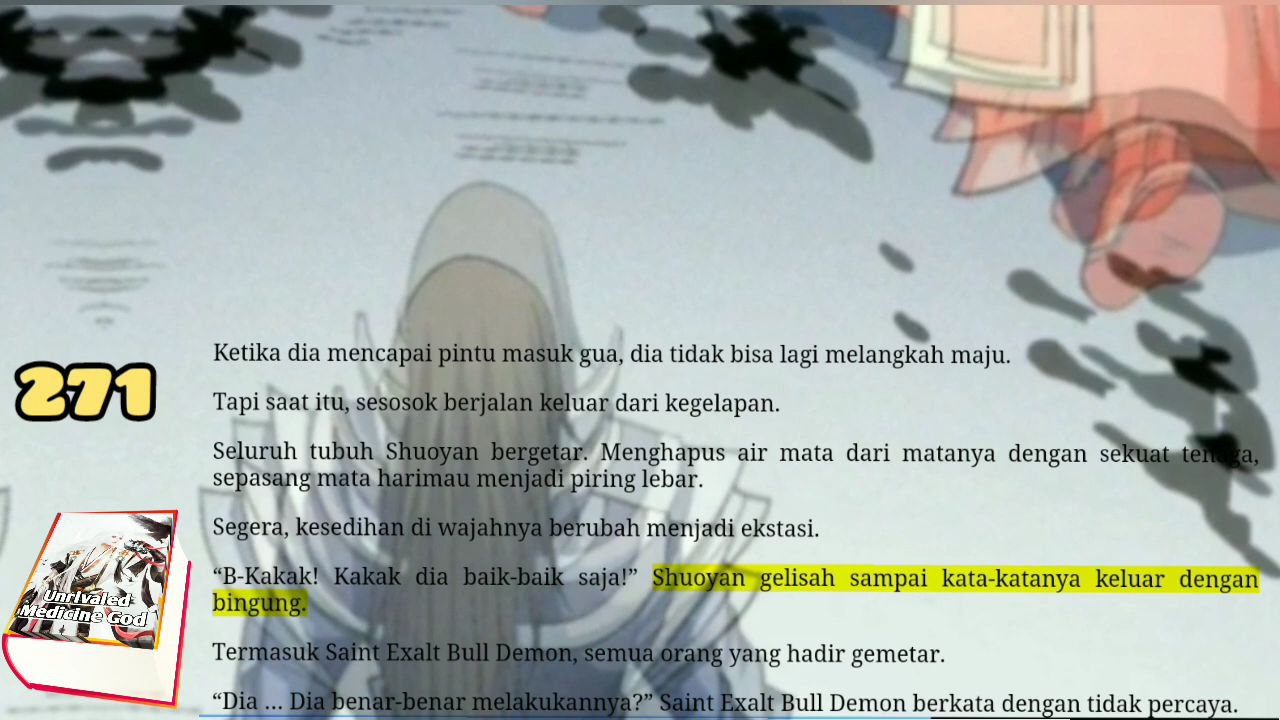 Ketika dia mencapai pintu masuk gua, dia tidak bisa lagi melangkah maju.
271
Tapi saat itu, sesosok berjalan keluar dari kegelapan.
Seluruh tubuh Shuoyan bergetar. Menghapus air mata dari matanya dengan sekuat tenaga,
sepasang mata harimau menjadi piring lebar.
Segera, kesedihan di wajahnya berubah menjadi ekstasi.
“B-Kakak! Kakak dia baik-baik saja!” Shuoyan gelisah sampai kata-katanya keluar dengan
bingung.
Unrivaled
Medicine God
Termasuk Saint Exalt Bull Demon, semua orang yang hadir gemetar.
“Dia ... Dia benar-benar melakukannya?” Saint Exalt Bull Demon berkata dengan tidak percaya.